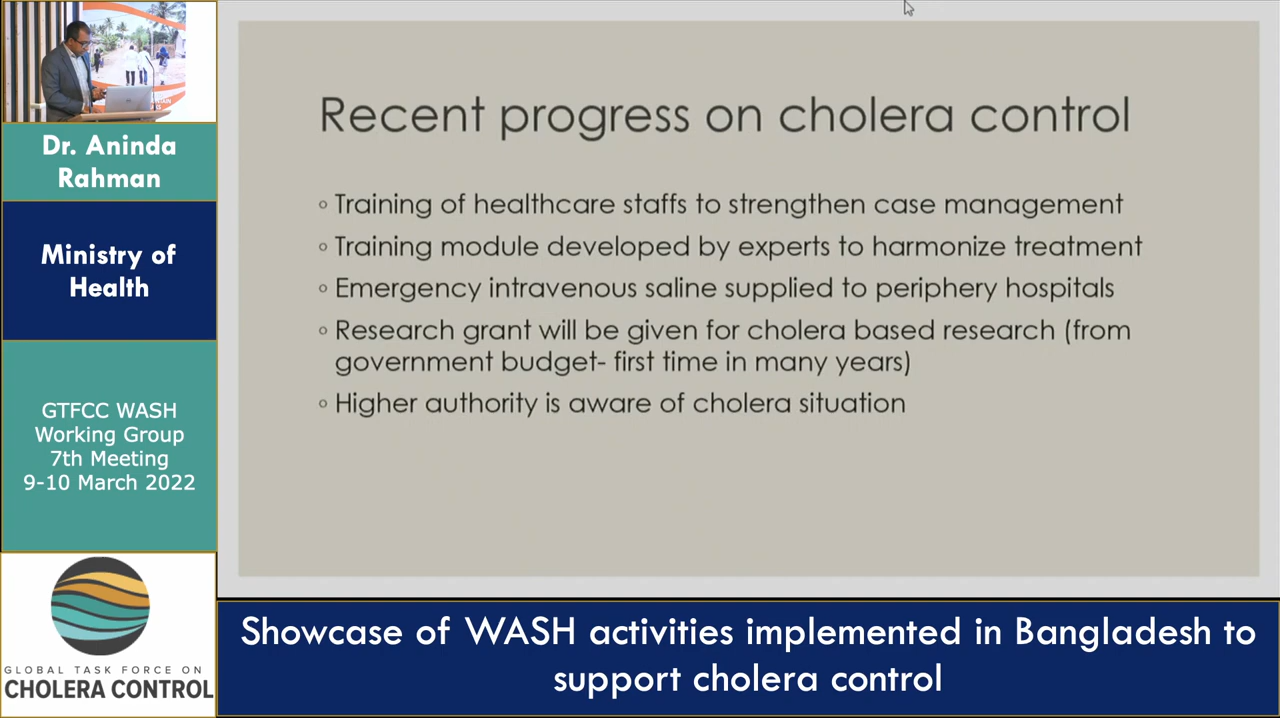 Dr. Aninda
Rahman
Ministry of
Health
GTFCC WASH
Working Group
7th Meeting
9-10 March 2022
GLOBAL TASK FORCE ON
CHOLERA CONTROL
Recent progress on cholera control
◦ Training of healthcare staffs to strengthen case management
◦ Training module developed by experts to harmonize treatment
◦ Emergency intravenous saline supplied to periphery hospitals
◦ Research grant will be given for cholera based research (from
government budget- first time in many years)
◦ Higher authority is aware of cholera situation
Showcase of WASH activities implemented in Bangladesh to
support cholera control